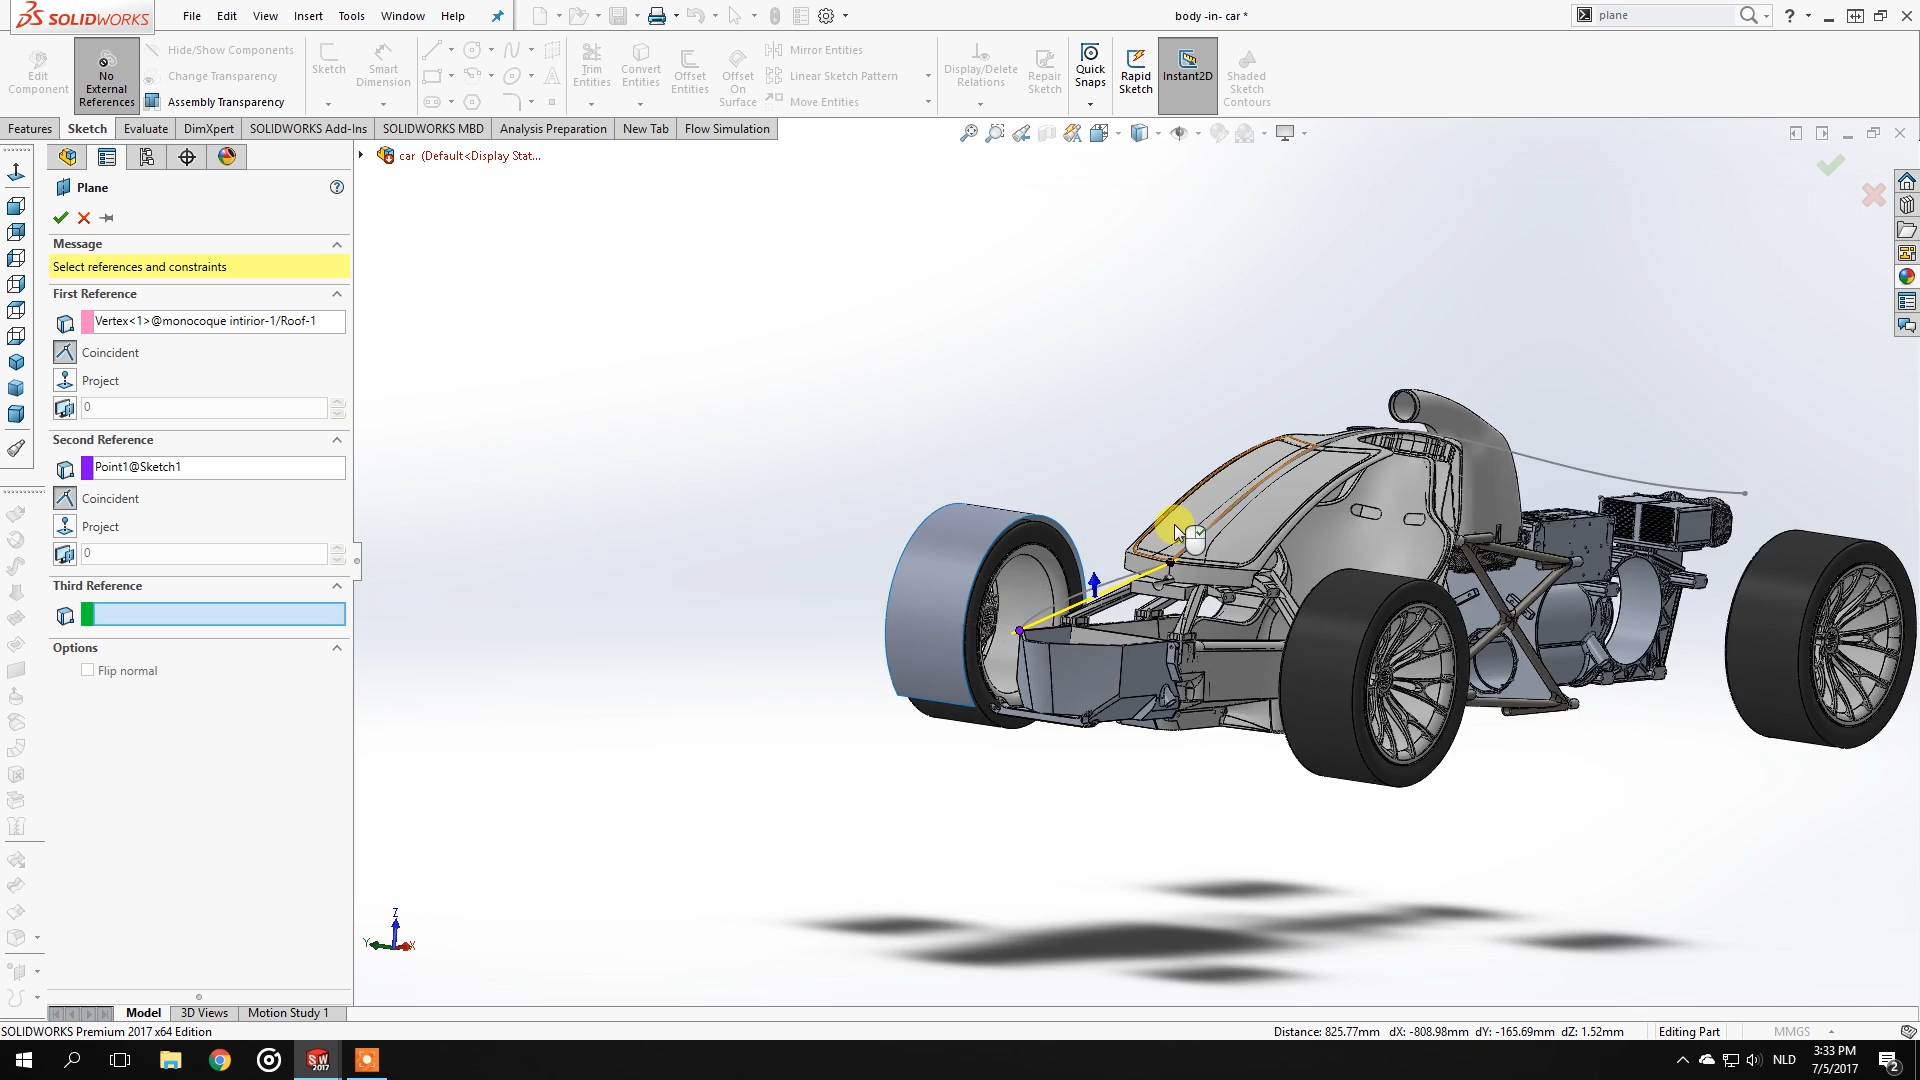 SOLIDWORKS
File Edit View Insert Tools Window Help
body -in- car *
plane
Edit Component
No External References
Hide/Show Components
Change Transparency
Assembly Transparency
Sketch
Smart Dimension
Trim Entities
Convert Entities
Offset Entities
Offset On Surface
Mirror Entities
Linear Sketch Pattern
Move Entities
Display/Delete Relations
Repair Sketch
Quick Snaps
Rapid Sketch
Instant2D
Shaded Sketch Contours
Features Sketch Evaluate DimXpert SOLIDWORKS Add-Ins SOLIDWORKS MBD Analysis Preparation New Tab Flow Simulation
car (Default<Display Stat...
Plane
Message
Select references and constraints
First Reference
Vertex<1>@monocoque intirior-1/Roof-1
Coincident
Project
0
Second Reference
Point1@Sketch1
Coincident
Project
0
Third Reference
Options
Flip normal
Z
Y
X
Model 3D Views Motion Study 1
SOLIDWORKS Premium 2017 x64 Edition
Distance: 825.77mm dX: -808.98mm dY: -165.69mm dZ: 1.52mm
Editing Part
MMGS
SW 2017
NLD
3:33 PM
7/5/2017
2